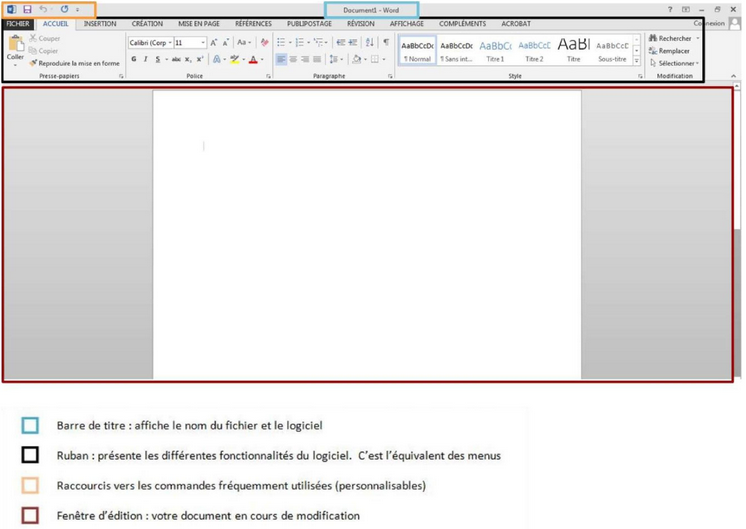 Document1 - Word
FICHIER ACCUEIL INSERTION CRÉATION MISE EN PAGE RÉFÉRENCES PUBLIPOSTAGE RÉVISION AFFICHAGE COMPLÉMENTS ACROBAT Connexion
Coller
Couper
Copier
Reproduire la mise en forme
Presse-papiers
Calibri (Corp 11
G I S abc x₂ x²
Police
Paragraphe
AaBbCcDc AaBbCcDc AaBbCc AaBbCcC AaBl AaBbCcC
¶ Normal ¶ Sans int... Titre 1 Titre 2 Titre Sous-titre
Style
Rechercher
Remplacer
Sélectionner
Modification
Barre de titre : affiche le nom du fichier et le logiciel
Ruban : présente les différentes fonctionnalités du logiciel. C’est l’équivalent des menus
Raccourcis vers les commandes fréquemment utilisées (personnalisables)
Fenêtre d’édition : votre document en cours de modification